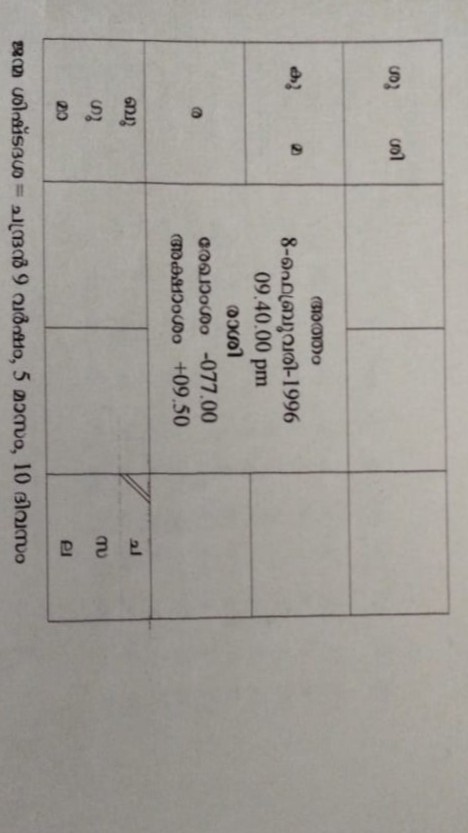 ശു ശി
അത്തം
കു മ
8-ഫെബ്രുവരി-1996
09.40.00 pm
രാശി
ര
രേഖാംശം -077.00
അക്ഷാംശം +09.50
ബു ച
ഗു സ
മാ ല
ജന്മ ശിഷ്ടദശ = ചന്ദ്രൻ 9 വർഷം, 5 മാസം, 10 ദിവസം